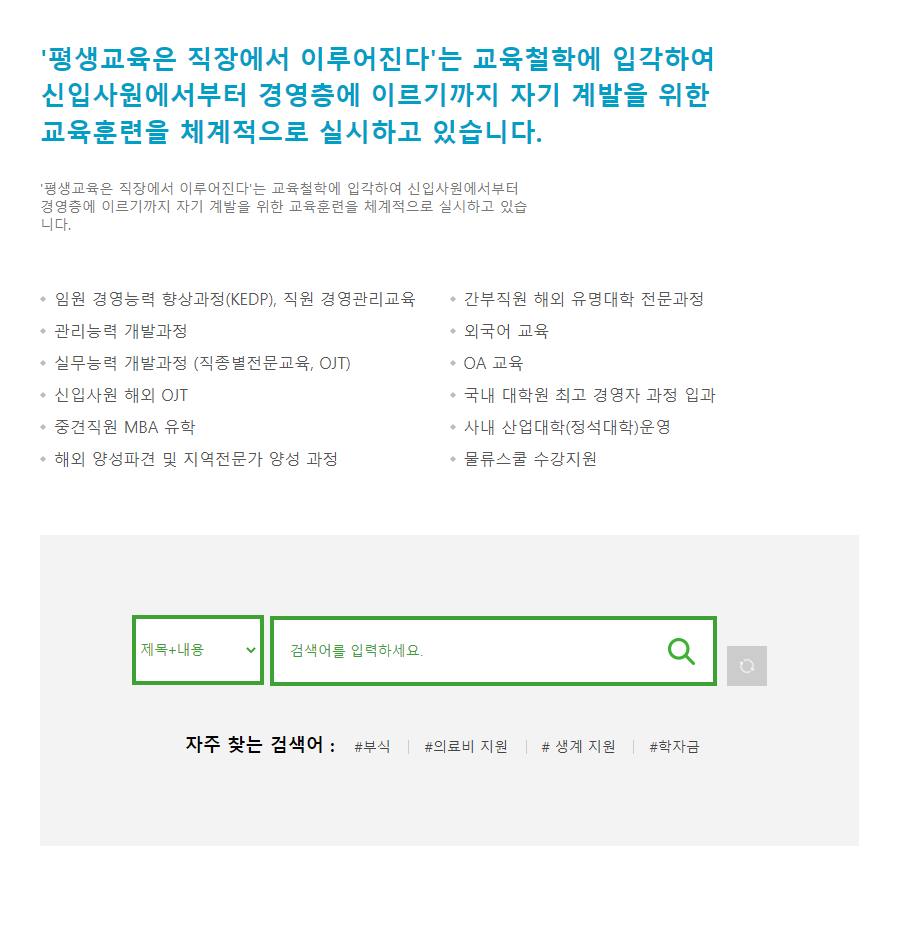 '평생교육은 직장에서 이루어진다'는 교육철학에 입각하여
신입사원에서부터 경영층에 이르기까지 자기 계발을 위한
교육훈련을 체계적으로 실시하고 있습니다.
'평생교육은 직장에서 이루어진다'는 교육철학에 입각하여 신입사원에서부터
경영층에 이르기까지 자기 계발을 위한 교육훈련을 체계적으로 실시하고 있습
니다.
임원 경영능력 향상과정(KEDP), 직원 경영관리교육
관리능력 개발과정
실무능력 개발과정 (직종별전문교육, OJT)
신입사원 해외 OJT
중견직원 MBA 유학
해외 양성파견 및 지역전문가 양성 과정
간부직원 해외 유명대학 전문과정
외국어 교육
OA 교육
국내 대학원 최고 경영자 과정 입과
사내 산업대학(정석대학)운영
물류스쿨 수강지원
제목+내용
검색어를 입력하세요.
자주 찾는 검색어 : #부식 #의료비 지원 # 생계 지원 #학자금